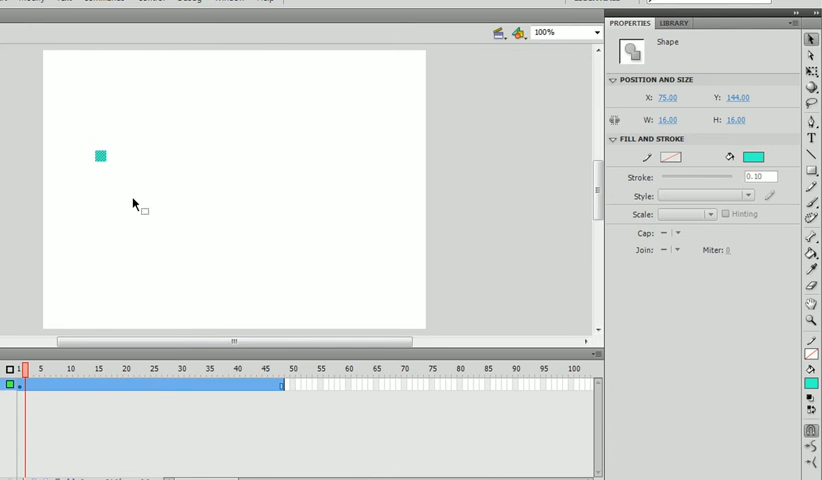 100%
PROPERTIES LIBRARY
Shape
POSITION AND SIZE
X: 75.00 Y: 144.00
W: 16.00 H: 16.00
FILL AND STROKE
Stroke: 0.10
Style:
Scale: Hinting
Cap:
Join: Miter: 0
1 5 10 15 20 25 30 35 40 45 50 55 60 65 70 75 80 85 90 95 100